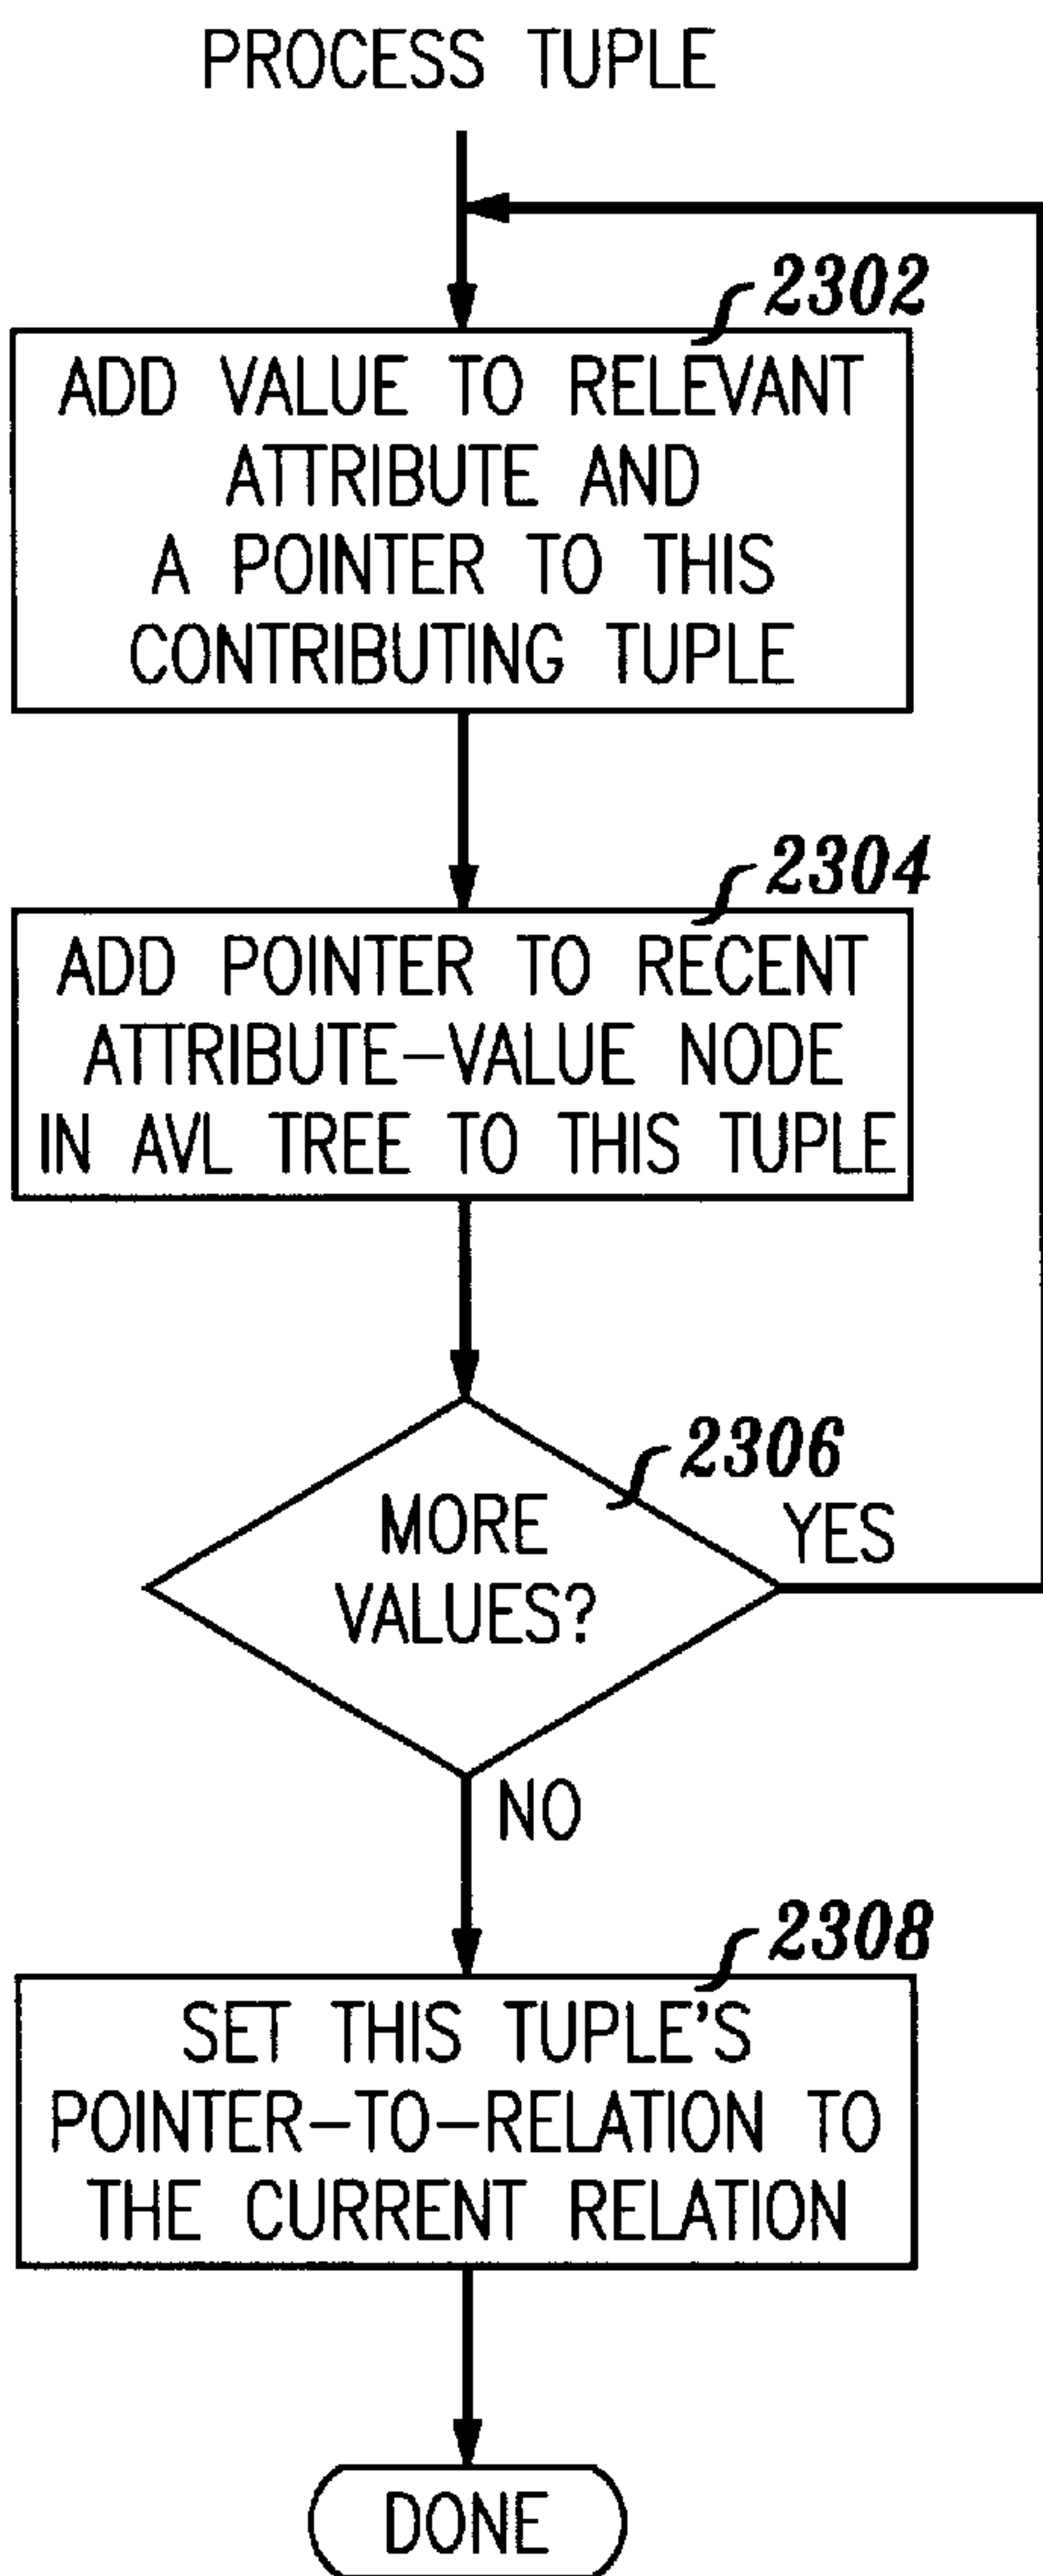 PROCESS TUPLE
2302
ADD VALUE TO RELEVANT
ATTRIBUTE AND
A POINTER TO THIS
CONTRIBUTING TUPLE
2304
ADD POINTER TO RECENT
ATTRIBUTE-VALUE NODE
IN AVL TREE TO THIS TUPLE
2306
MORE
VALUES?
YES
NO
2308
SET THIS TUPLE'S
POINTER-TO-RELATION TO
THE CURRENT RELATION
DONE